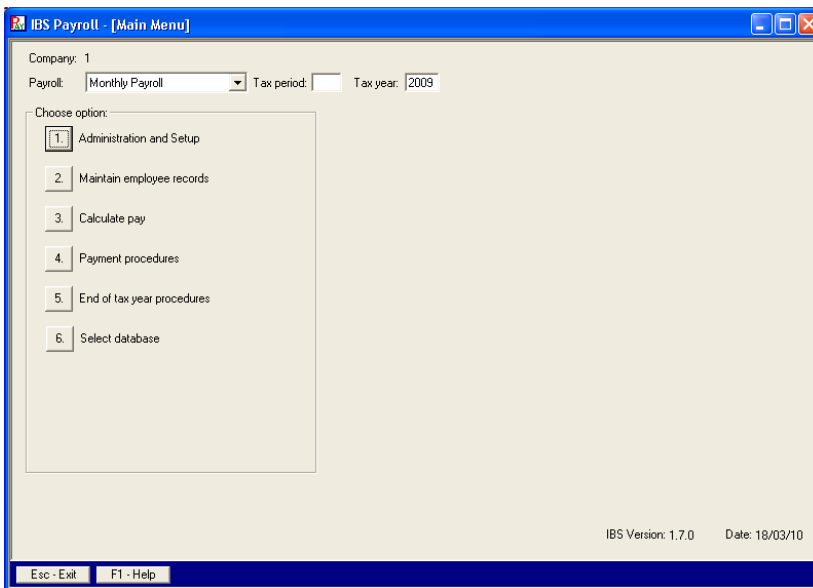 IBS Payroll - [Main Menu]
Company: 1
Payroll: Monthly Payroll Tax period: Tax year: 2009
Choose option:
1. Administration and Setup
2. Maintain employee records
3. Calculate pay
4. Payment procedures
5. End of tax year procedures
6. Select database
IBS Version: 1.7.0 Date: 18/03/10
Esc - Exit F1 - Help